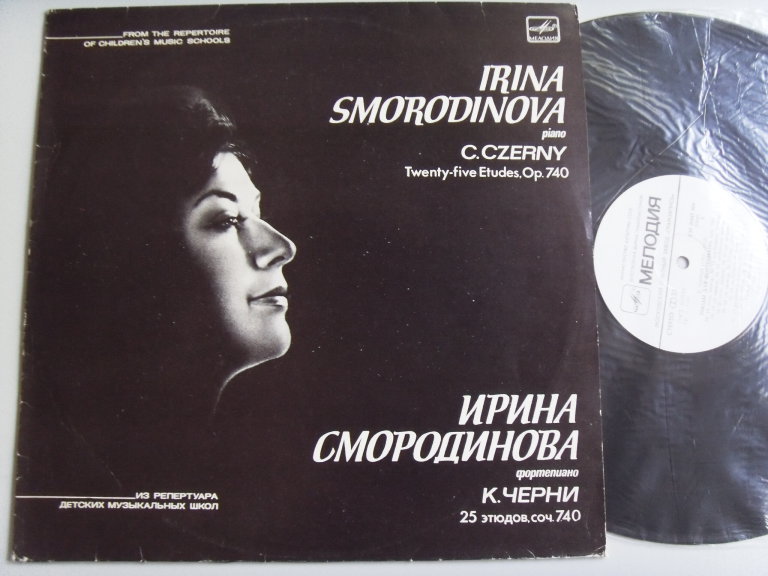 FROM THE REPERTOIRE
OF CHILDREN'S MUSIC SCHOOLS
МЕЛОДИЯ
IRINA
SMORODINOVA
piano
C. CZERNY
Twenty-five Etudes, Op. 740
ИРИНА
СМОРОДИНОВА
фортепиано
К. ЧЕРНИ
25 этюдов, соч. 740
ИЗ РЕПЕРТУАРА
ДЕТСКИХ МУЗЫКАЛЬНЫХ ШКОЛ
МЕЛОДИЯ